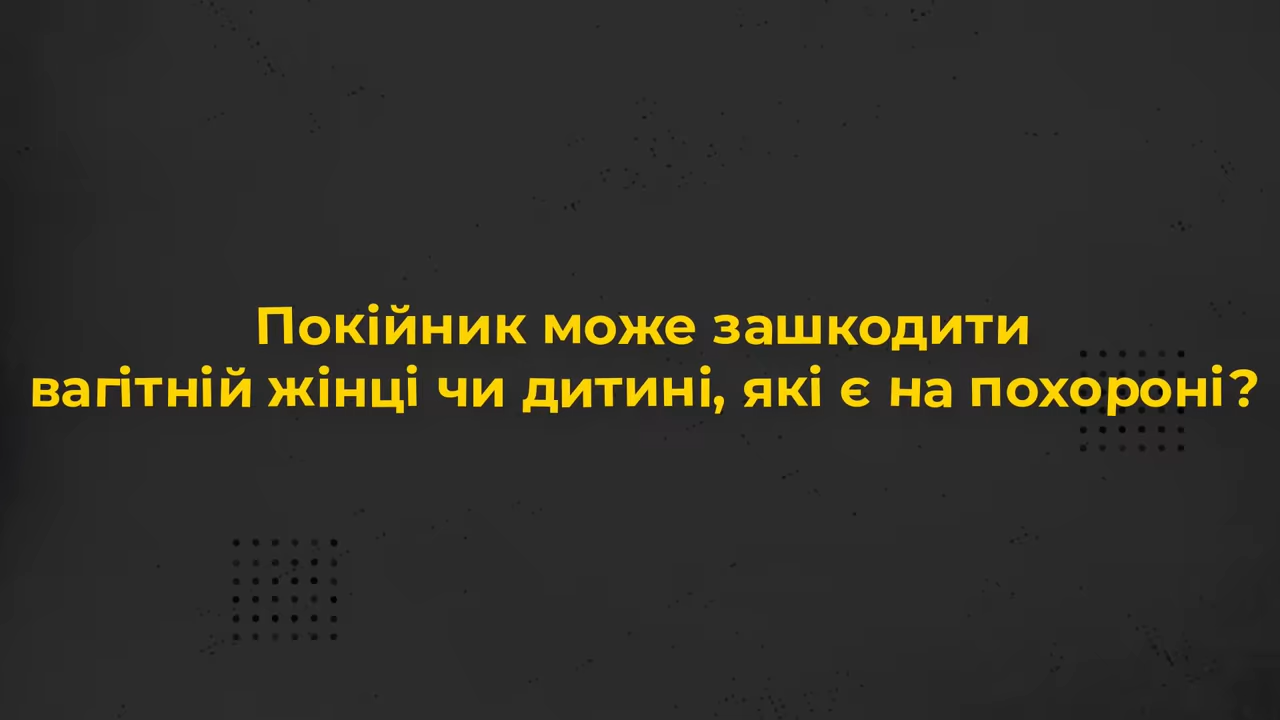 Покійник може зашкодити
вагітній жінці чи дитині, які є на похороні?